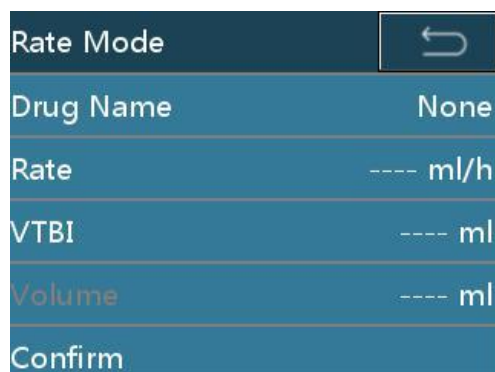 Rate Mode
Drug Name None
Rate ---- ml/h
VTBI ---- ml
Volume ---- ml
Confirm